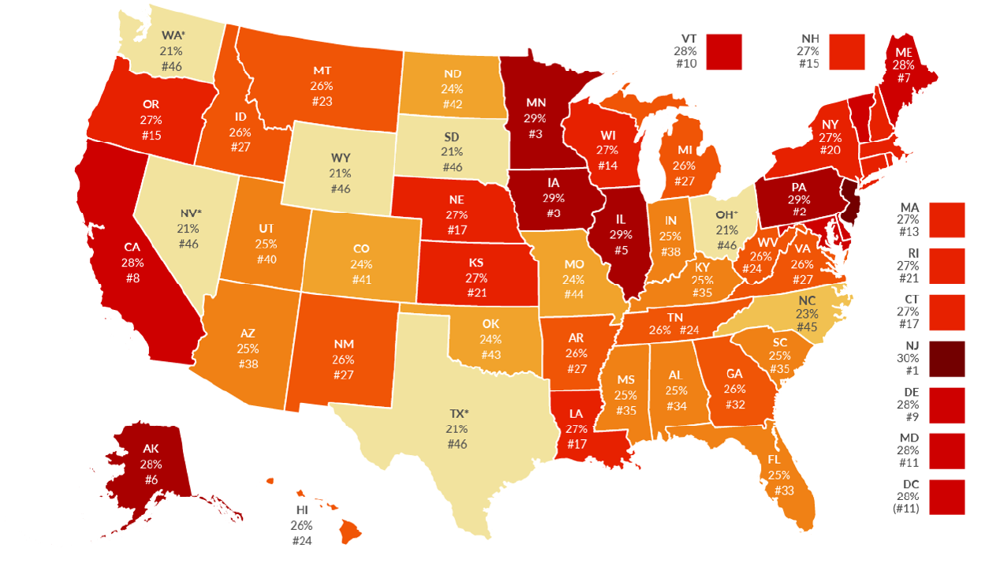 WA*
21%
#46
OR
27%
#15
CA
28%
#8
NV*
21%
#46
ID
26%
#27
MT
26%
#23
WY
21%
#46
UT
25%
#40
CO
24%
#41
AZ
25%
#38
NM
26%
#27
ND
24%
#42
SD
21%
#46
NE
27%
#17
KS
27%
#21
OK
24%
#43
TX*
21%
#46
MN
29%
#3
IA
29%
#3
MO
24%
#44
AR
26%
#27
LA
27%
#17
WI
27%
#14
IL
29%
#5
MI
26%
#27
IN
25%
#38
OH*
21%
#46
KY
25%
#35
TN
26% #24
MS
25%
#35
AL
25%
#34
GA
26%
#32
FL
25%
#33
SC
25%
#35
NC
23%
#45
WV
26%
#24
VA
26%
#27
PA
29%
#2
NY
27%
#20
ME
28%
#7
VT
28%
#10
NH
27%
#15
MA
27%
#13
RI
27%
#21
CT
27%
#17
NJ
30%
#1
DE
28%
#9
MD
28%
#11
DC
28%
(#11)
AK
28%
#6
HI
26%
#24